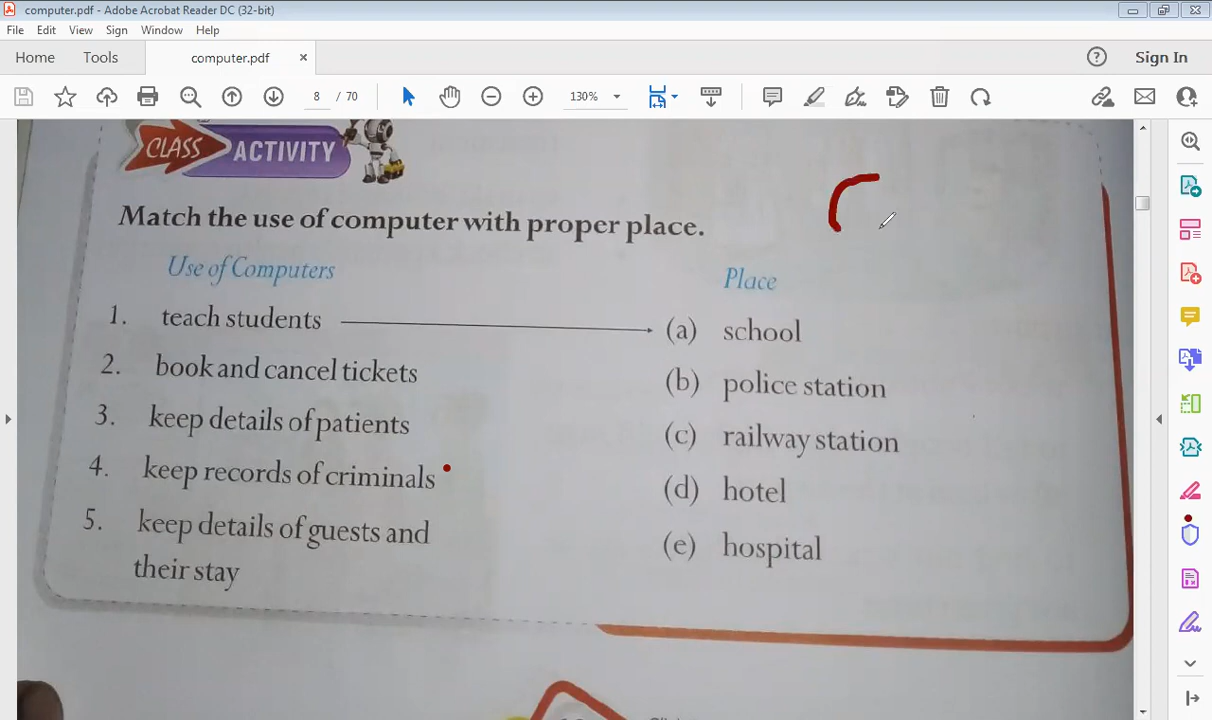 computer.pdf - Adobe Acrobat Reader DC (32-bit)
File Edit View Sign Window Help
Home Tools computer.pdf Sign In
8 / 70 130%
CLASS ACTIVITY
Match the use of computer with proper place.
Use of Computers Place
1. teach students (a) school
2. book and cancel tickets (b) police station
3. keep details of patients (c) railway station
4. keep records of criminals (d) hotel
5. keep details of guests and (e) hospital
their stay